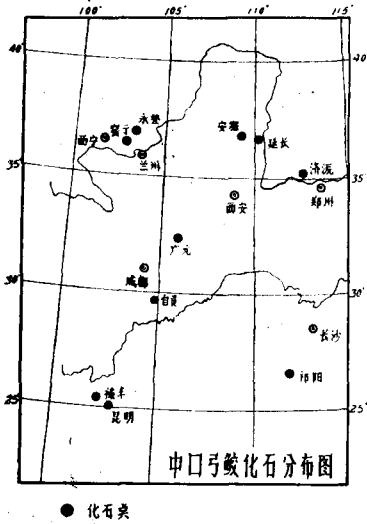 100° 105° 110° 115°
40° 40°
永登
窑子
安塞
西宁
延长
兰州
济源
35° 35°
郑州
西安
广元
成都
30° 自贡 30°
长沙
祁阳
禄丰
25° 昆明 25°
中国弓鲛化石分布图
● 化石点